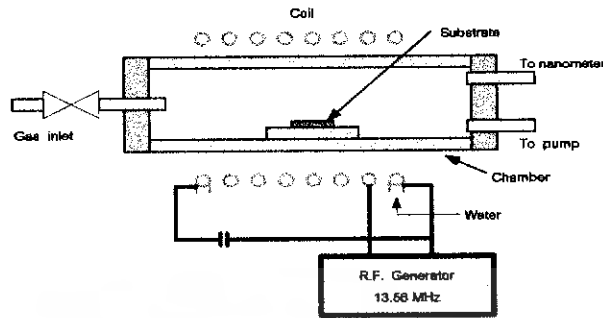 Coil
Substrate
To nanometer
Gas inlet
To pump
Chamber
Water
R.F. Generator
13.56 MHz